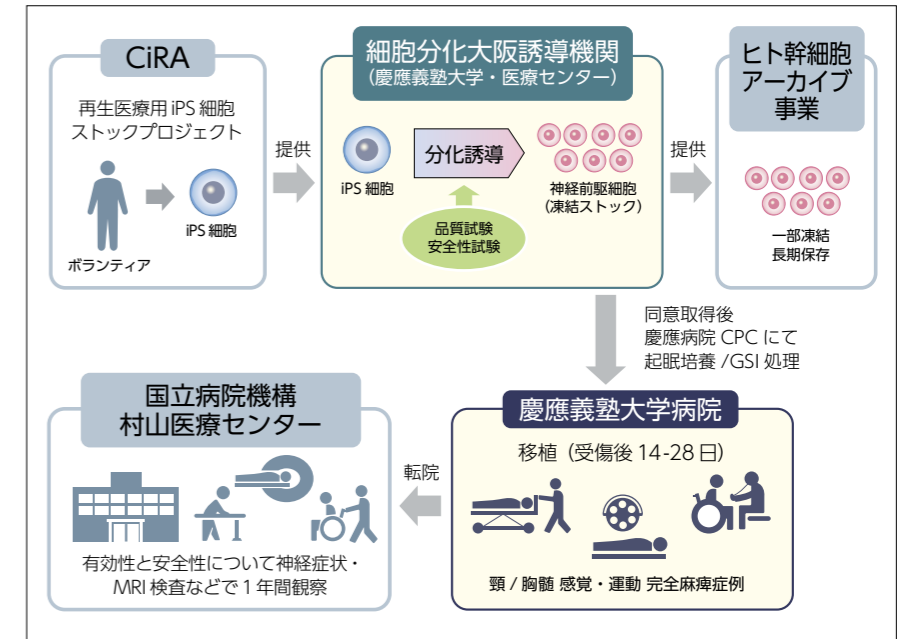 CiRA
再生医療用 iPS 細胞
ストックプロジェクト
iPS 細胞
ボランティア
提供
細胞分化大阪誘導機関
（慶應義塾大学・医療センター）
iPS 細胞
分化誘導
神経前駆細胞
（凍結ストック）
品質試験
安全性試験
提供
ヒト幹細胞
アーカイブ
事業
一部凍結
長期保存
同意取得後
慶應病院 CPC にて
起眠培養 /GSI 処理
慶應義塾大学病院
移植（受傷後 14-28 日）
頸 / 胸髄 感覚・運動 完全麻痺症例
転院
国立病院機構
村山医療センター
有効性と安全性について神経症状・
MRI 検査などで 1 年間観察